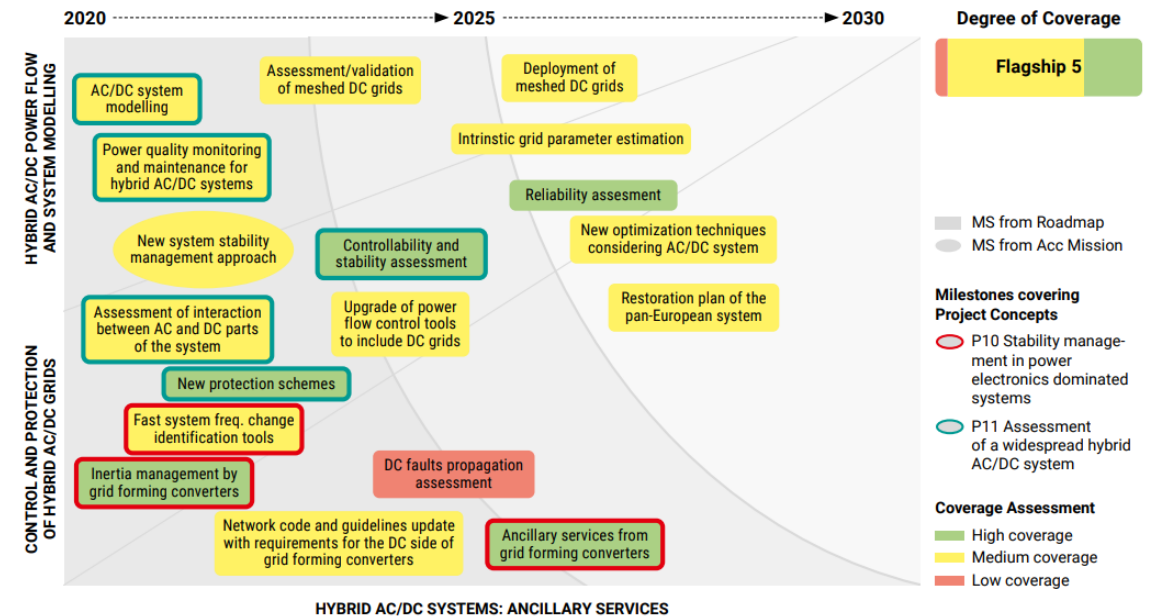 2020
2025
2030
Degree of Coverage
Flagship 5
HYBRID AC/DC POWER FLOW
AND SYSTEM MODELLING
AC/DC system
modelling
Assessment/validation
of meshed DC grids
Deployment of
meshed DC grids
Power quality monitoring
and maintenance for
hybrid AC/DC systems
Intrinstic grid parameter estimation
Reliability assesment
New system stability
management approach
Controllability and
stability assessment
New optimization techniques
considering AC/DC system
Assessment of interaction
between AC and DC parts
of the system
Upgrade of power
flow control tools
to include DC grids
Restoration plan of the
pan-European system
CONTROL AND PROTECTION
OF HYBRID AC/DC GRIDS
New protection schemes
Fast system freq. change
identification tools
Inertia management by
grid forming converters
DC faults propagation
assessment
Network code and guidelines update
with requirements for the DC side of
grid forming converters
Ancillary services from
grid forming converters
HYBRID AC/DC SYSTEMS: ANCILLARY SERVICES
MS from Roadmap
MS from Acc Mission
Milestones covering
Project Concepts
P10 Stability manage-
ment in power
electronics dominated
systems
P11 Assessment
of a widespread hybrid
AC/DC system
Coverage Assessment
High coverage
Medium coverage
Low coverage